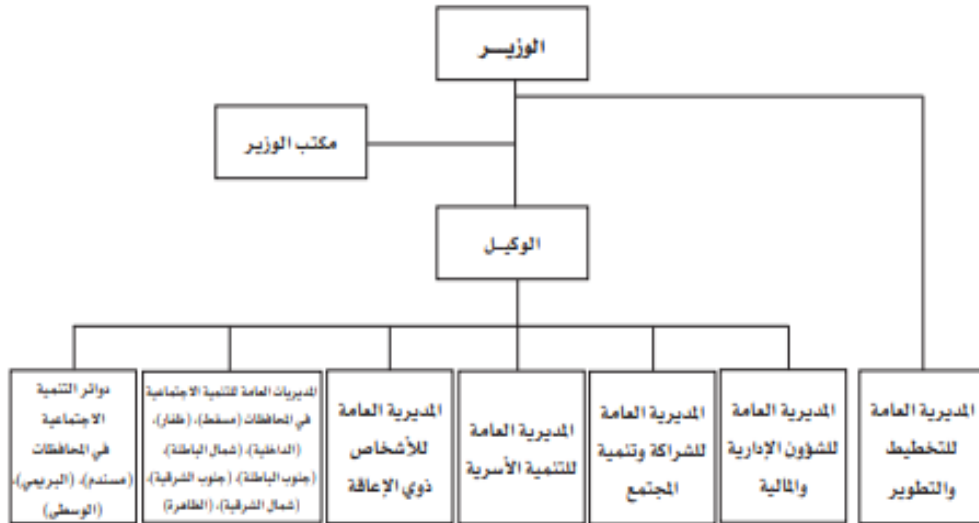 الوزيـــر
مكتب الوزير
الوكيـل
المديرية العامة
للتخطيط
والتطوير
المديرية العامة
للشؤون الإدارية
والمالية
المديرية العامة
للشراكة وتنمية
المجتمع
المديرية العامة
للتنمية الأسرية
المديرية العامة
للأشخاص
ذوي الإعاقة
المديريات العامة للتنمية الاجتماعية
في المحافظات (مسقط)، (ظفار)،
(الداخلية)، (شمال الباطنة)،
(جنوب الباطنة)، (جنوب الشرقية)،
(شمال الشرقية)، (الظاهرة)
دوائر التنمية
الاجتماعية
في المحافظات
(مسندم)، (البريمي)،
(الوسطى)